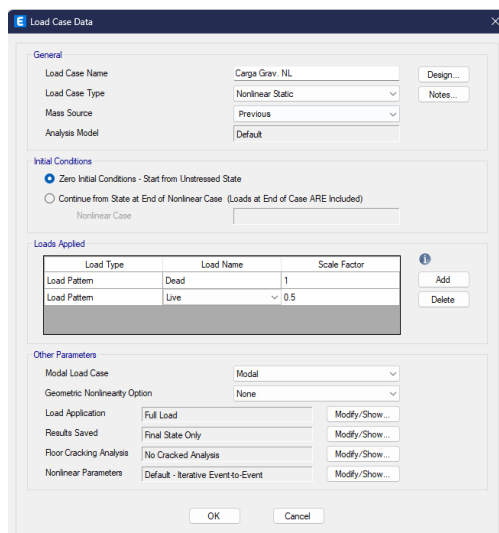 E Load Case Data
General
Load Case Name Carga Grav. NL Design...
Load Case Type Nonlinear Static Notes...
Mass Source Previous
Analysis Model Default
Initial Conditions
Zero Initial Conditions - Start from Unstressed State
Continue from State at End of Nonlinear Case (Loads at End of Case ARE Included)
Nonlinear Case
Loads Applied
Load Type Load Name Scale Factor
Load Pattern Dead 1 Add
Load Pattern Live 0.5 Delete
Other Parameters
Modal Load Case Modal
Geometric Nonlinearity Option None
Load Application Full Load Modify/Show...
Results Saved Final State Only Modify/Show...
Floor Cracking Analysis No Cracked Analysis Modify/Show...
Nonlinear Parameters Default - Iterative Event-to-Event Modify/Show...
OK Cancel